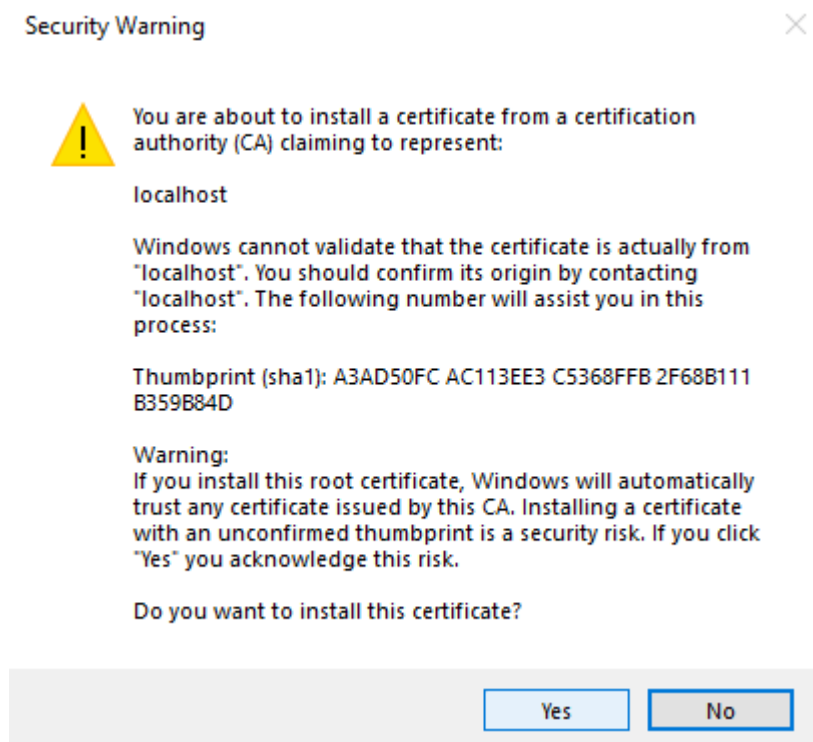 Security Warning
You are about to install a certificate from a certification
authority (CA) claiming to represent:
localhost
Windows cannot validate that the certificate is actually from
"localhost". You should confirm its origin by contacting
"localhost". The following number will assist you in this
process:
Thumbprint (sha1): A3AD50FC AC113EE3 C5368FFB 2F68B111
B359B84D
Warning:
If you install this root certificate, Windows will automatically
trust any certificate issued by this CA. Installing a certificate
with an unconfirmed thumbprint is a security risk. If you click
"Yes" you acknowledge this risk.
Do you want to install this certificate?
Yes No